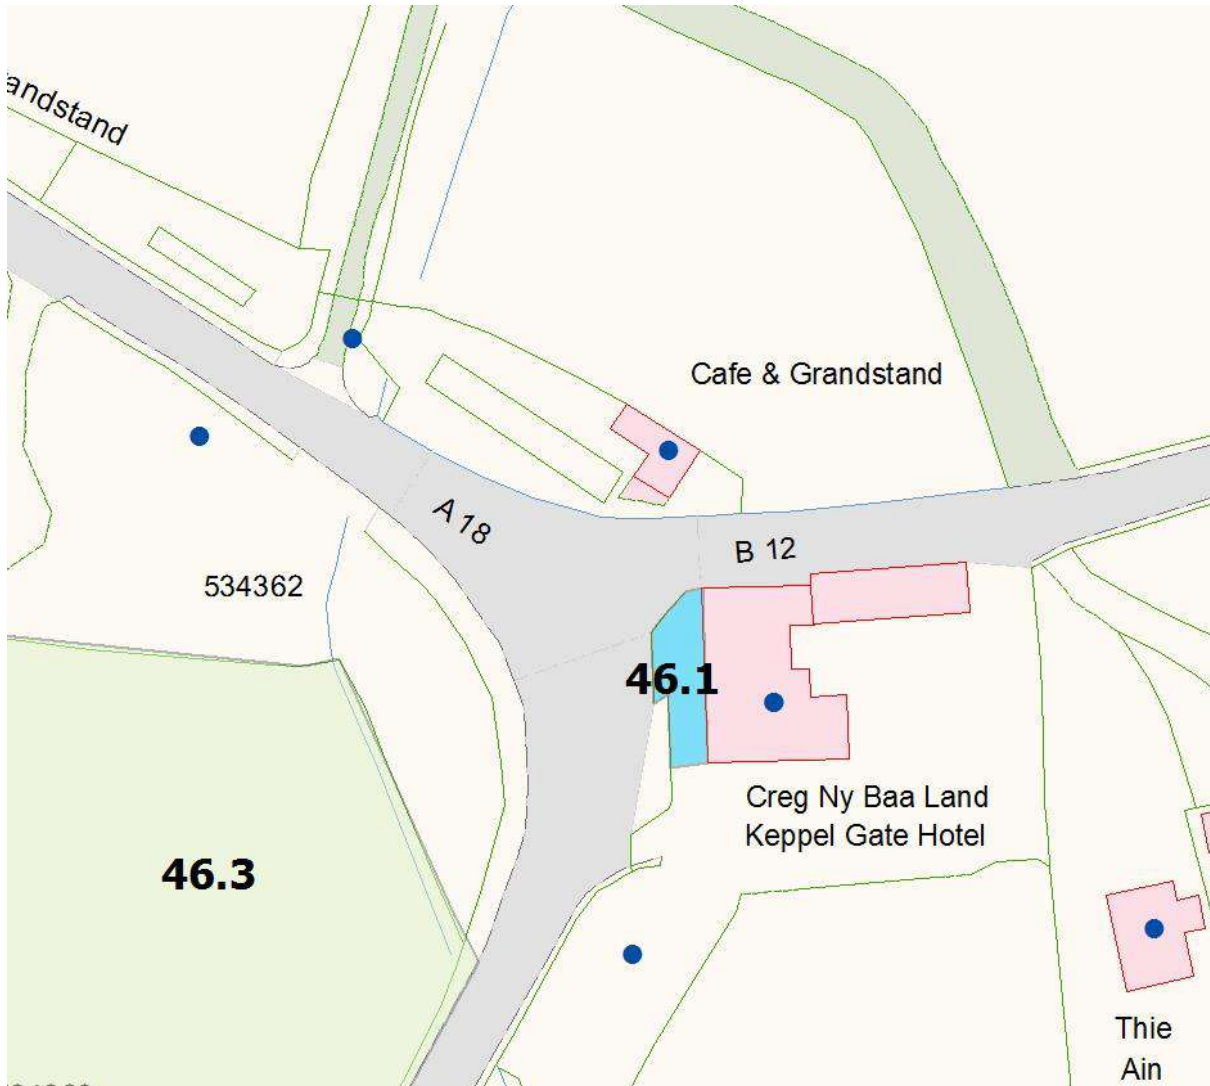 andstand
Cafe & Grandstand
A 18
B 12
534362
46.1
Creg Ny Baa Land
Keppel Gate Hotel
46.3
Thie
Ain